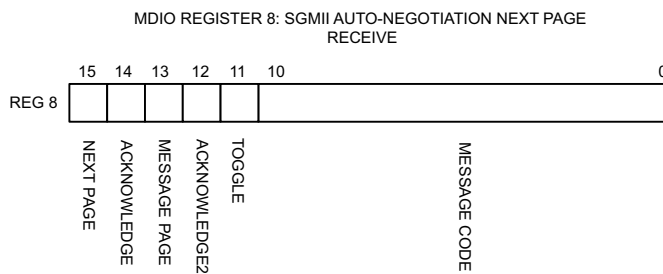 MDIO REGISTER 8: SGMII AUTO-NEGOTIATION NEXT PAGE
RECEIVE
15 14 13 12 11 10 0
REG 8
NEXT PAGE
ACKNOWLEDGE
MESSAGE PAGE
ACKNOWLEDGE2
TOGGLE
MESSAGE CODE